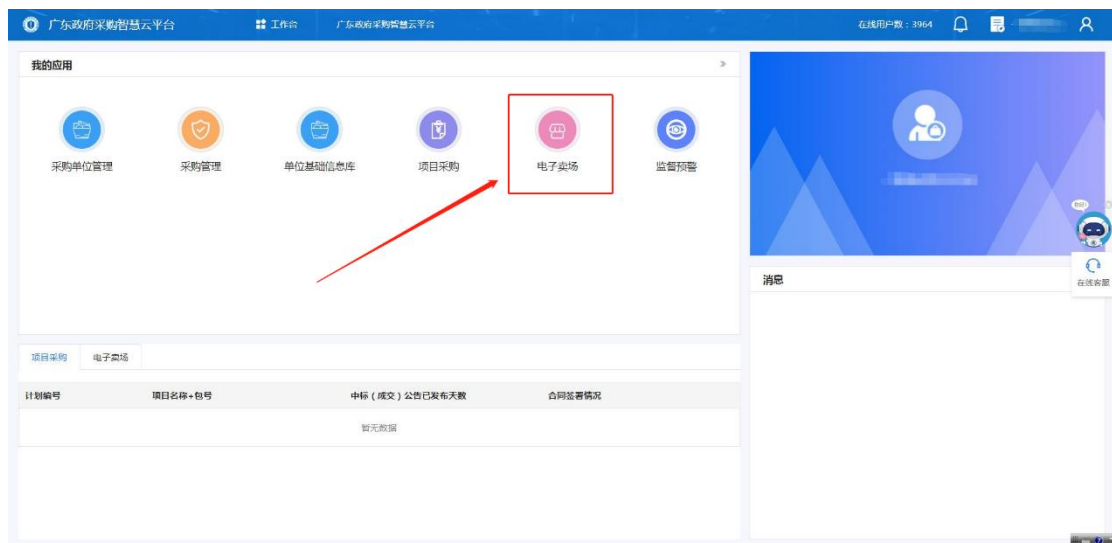 广东政府采购智慧云平台 工作台 广东政府采购智慧云平台 在线用户数：3964
我的应用
采购单位管理 采购管理 单位基础信息库 项目采购 电子卖场 监督预警
消息
在线客服
项目采购 电子卖场
计划编号 项目名称+包号 中标（成交）公告已发布天数 合同签署情况
暂无数据